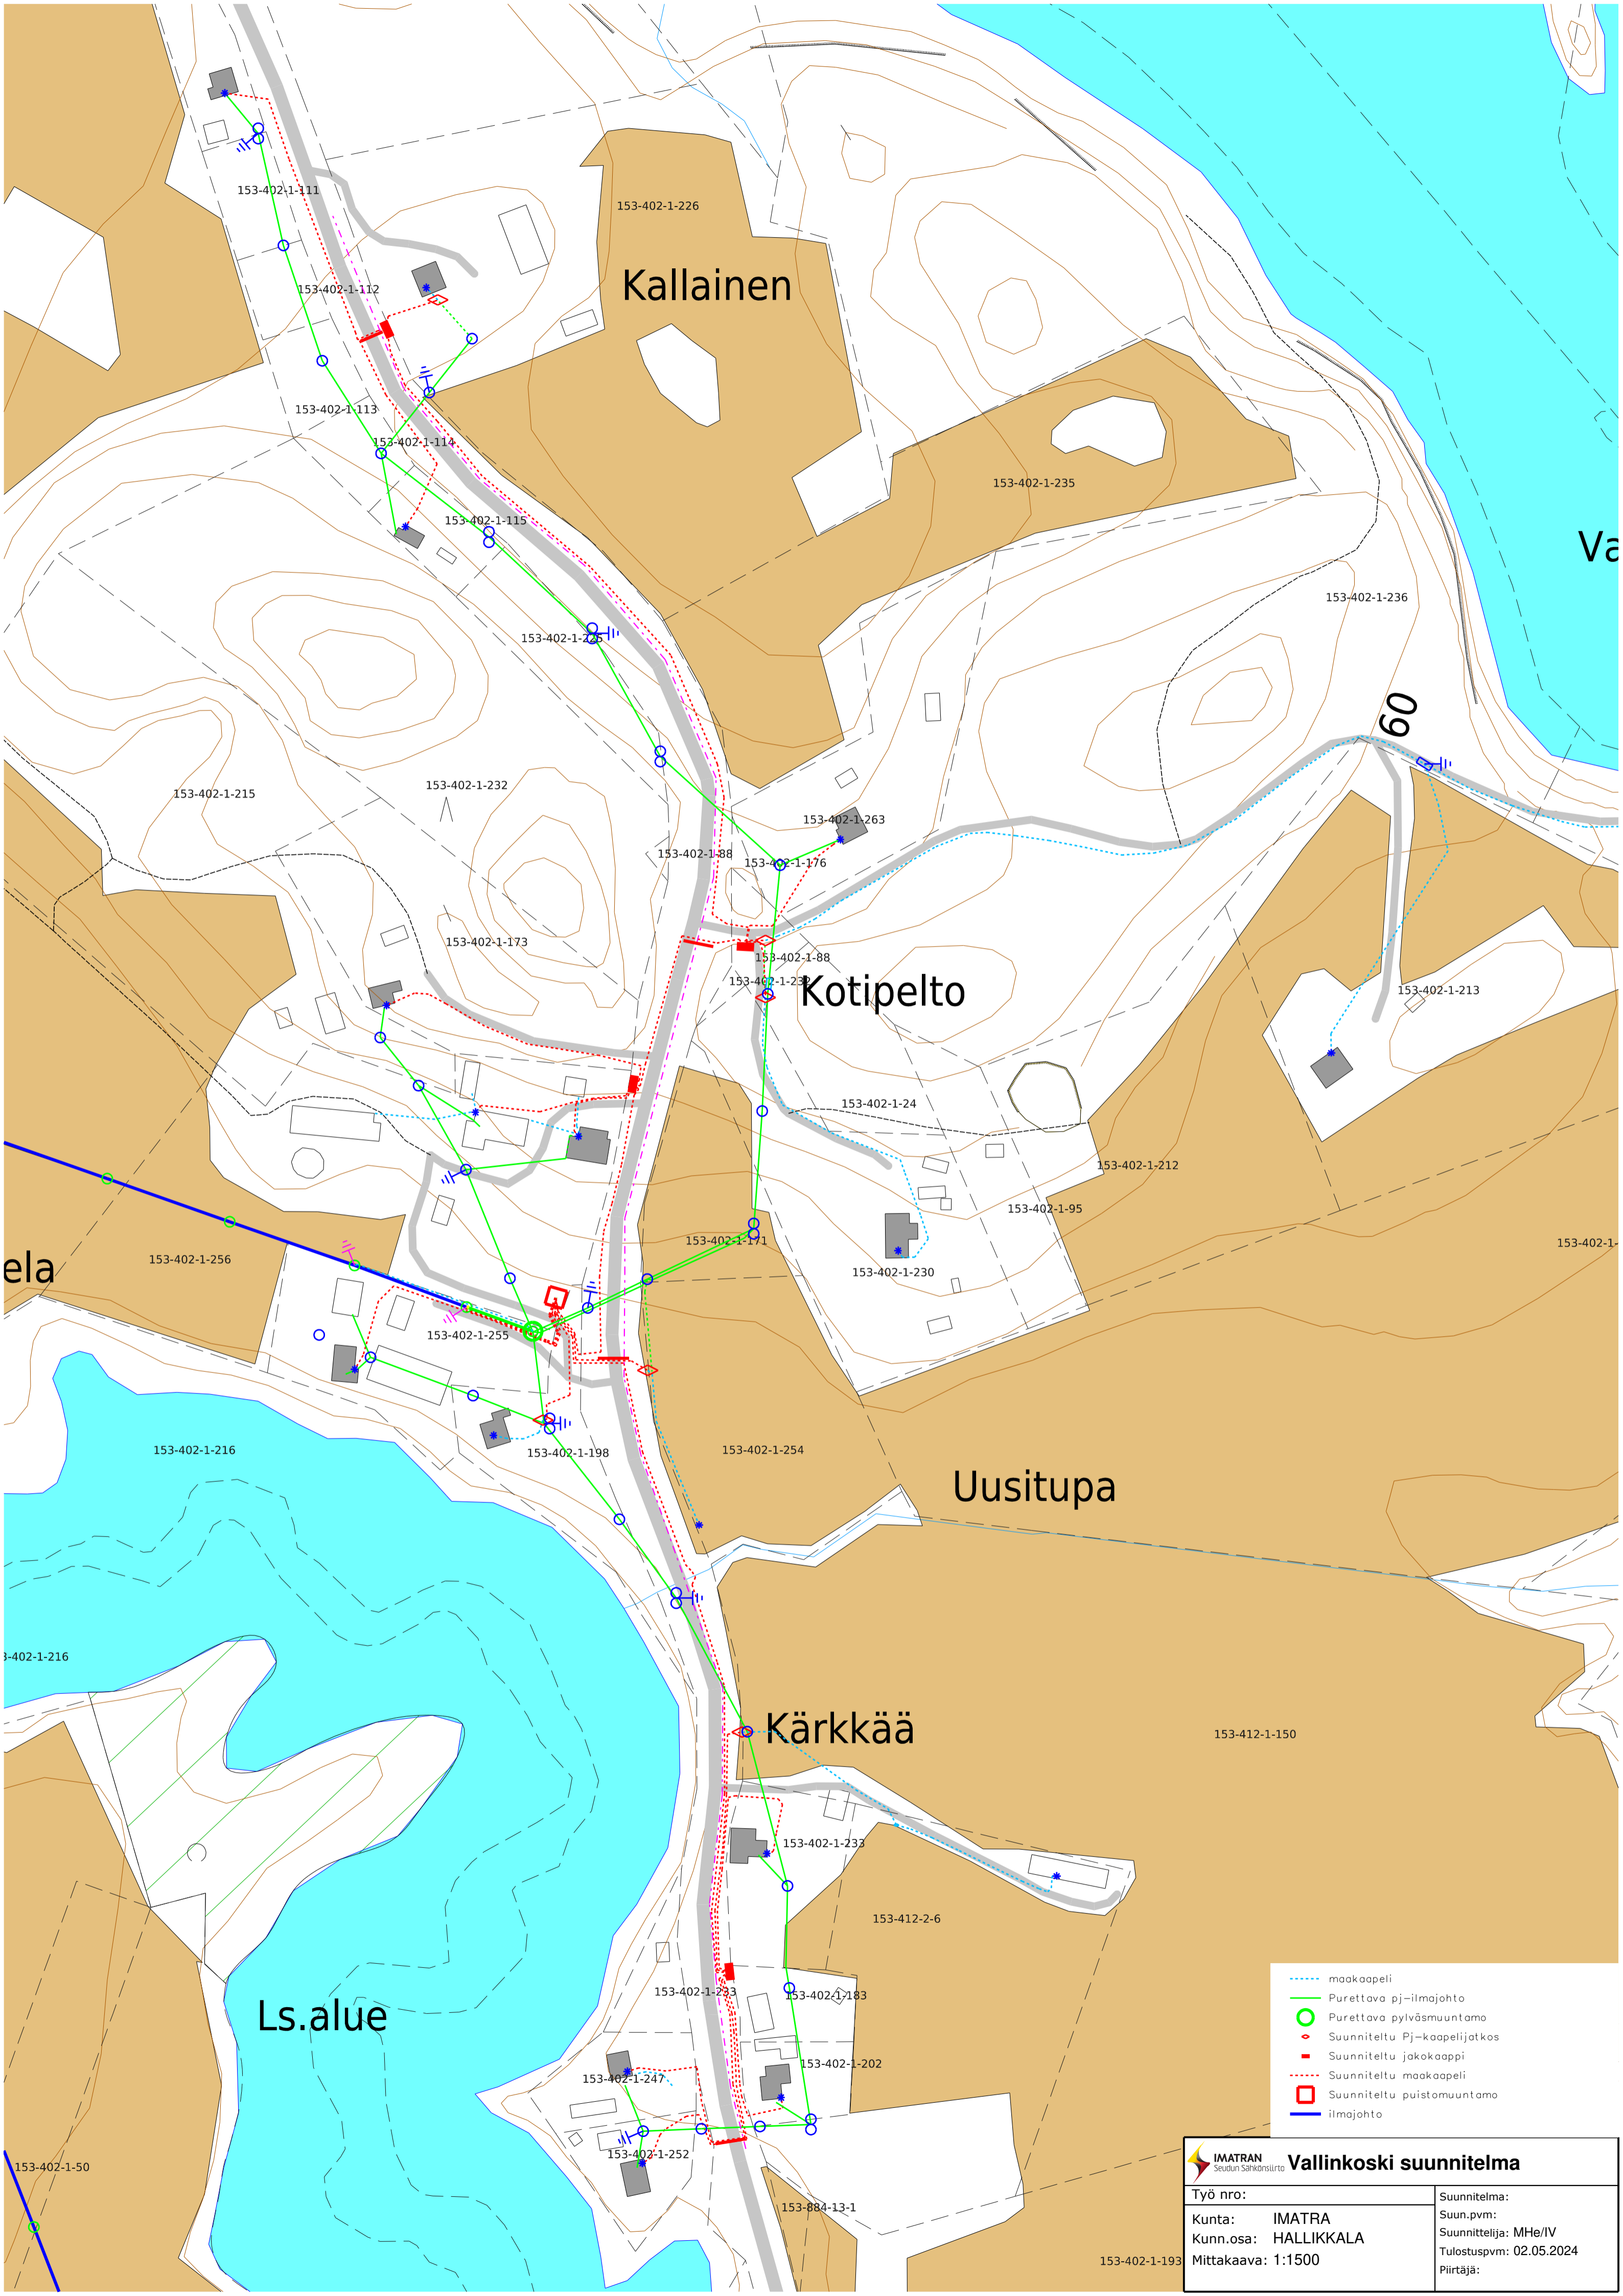 153-402-1-111
153-402-1-226
Kallainen
153-402-1-112
153-402-1-113
153-402-1-114
153-402-1-235
153-402-1-115
Va
153-402-1-236
153-402-1-225
60
153-402-1-232
153-402-1-215
153-402-1-263
153-402-1-88
153-402-1-176
153-402-1-173
153-402-1-88
153-402-1-232
Kotipelto
153-402-1-213
153-402-1-24
153-402-1-212
153-402-1-95
153-402-1-171
153-402-1-
153-402-1-256
ela
153-402-1-230
153-402-1-255
153-402-1-216
153-402-1-198
153-402-1-254
Uusitupa
3-402-1-216
Kärkkää
153-412-1-150
153-402-1-233
153-412-2-6
153-402-1-233
153-402-1-183
Ls.alue
153-402-1-202
153-402-1-247
153-402-1-252
153-402-1-50
153-884-13-1
153-402-1-193
maakaapeli
Purettava pj-ilmajohto
Purettava pylväsmuuntamo
Suunniteltu Pj-kaapelijatkos
Suunniteltu jakokaappi
Suunniteltu maakaapeli
Suunniteltu puistomuuntamo
ilmajohto
IMATRAN
Seudun Sähkönsiirto
Vallinkoski suunnitelma
Työ nro:
Kunta: IMATRA
Kunn.osa: HALLIKKALA
Mittakaava: 1:1500
Suunnitelma:
Suun.pvm:
Suunnittelija: MHe/IV
Tulostuspvm: 02.05.2024
Piirtäjä: